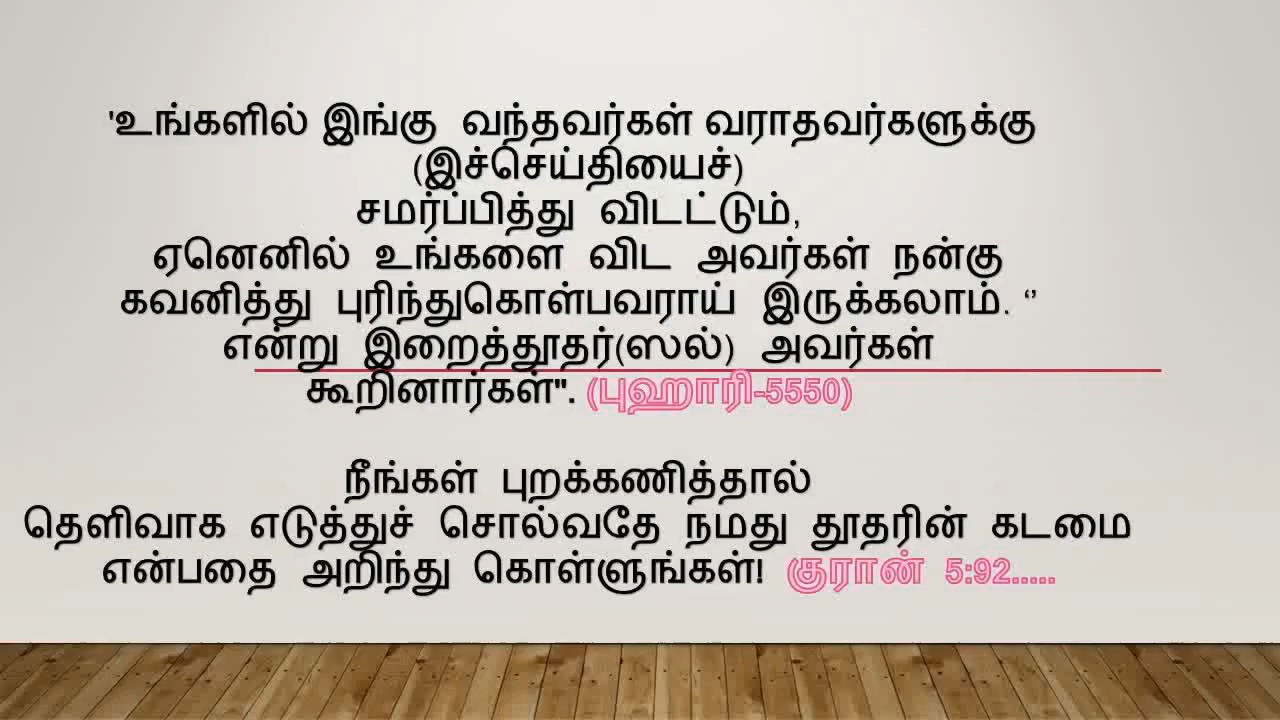 'உங்களில் இங்கு வந்தவர்கள் வராதவர்களுக்கு
(இச்செய்தியைச்)
சமர்ப்பித்து விடட்டும்,
ஏனெனில் உங்களை விட அவர்கள் நன்கு
கவனித்து புரிந்துகொள்பவராய் இருக்கலாம். ‘’
என்று இறைத்தூதர்(ஸல்) அவர்கள்
கூறினார்கள்". (புஹாரி-5550)
நீங்கள் புறக்கணித்தால்
தெளிவாக எடுத்துச் சொல்வதே நமது தூதரின் கடமை
என்பதை அறிந்து கொள்ளுங்கள்! குரான் 5:92.....